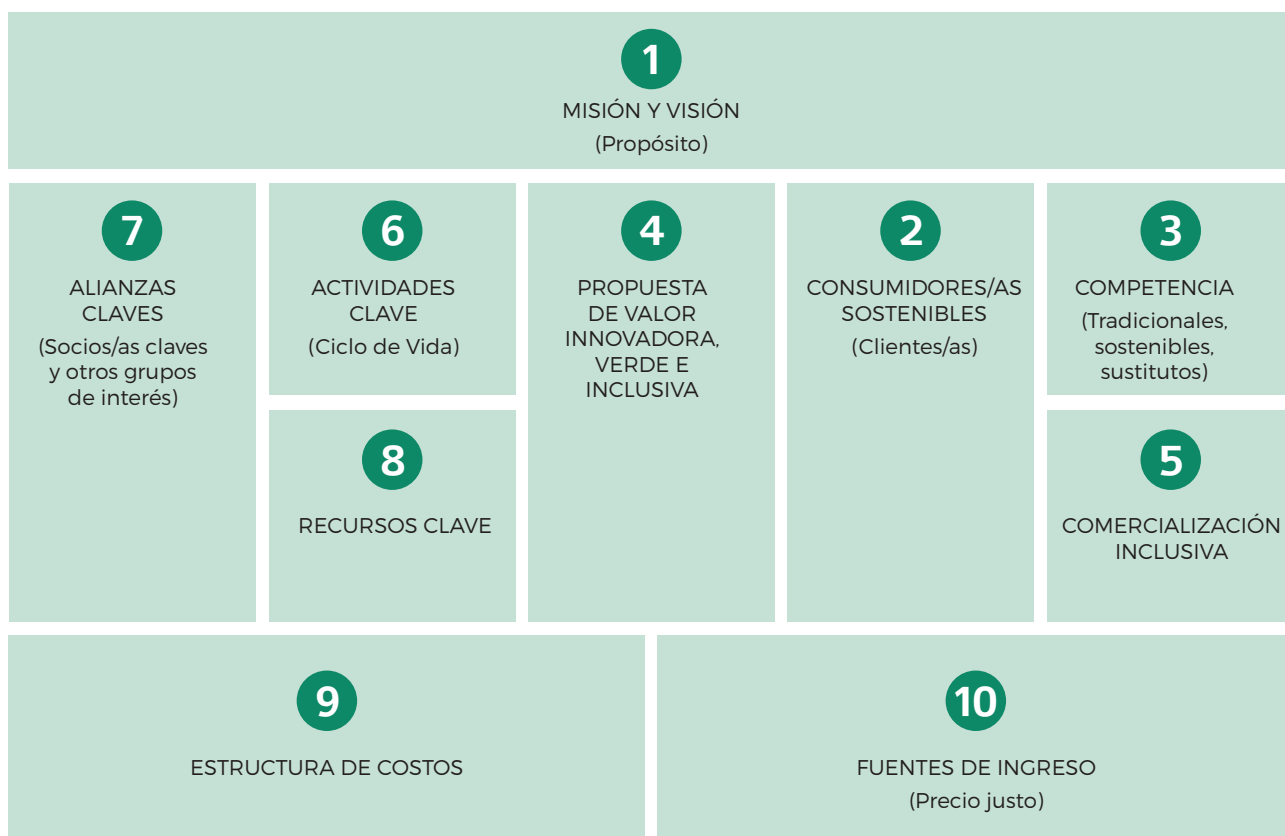 1
MISIÓN Y VISIÓN
(Propósito)
7
ALIANZAS
CLAVES
(Socios/as claves
y otros grupos
de interés)
6
ACTIVIDADES
CLAVE
(Ciclo de Vida)
8
RECURSOS CLAVE
4
PROPUESTA
DE VALOR
INNOVADORA,
VERDE E
INCLUSIVA
2
CONSUMIDORES/AS
SOSTENIBLES
(Clientes/as)
3
COMPETENCIA
(Tradicionales,
sostenibles,
sustitutos)
5
COMERCIALIZACIÓN
INCLUSIVA
9
ESTRUCTURA DE COSTOS
10
FUENTES DE INGRESO
(Precio justo)